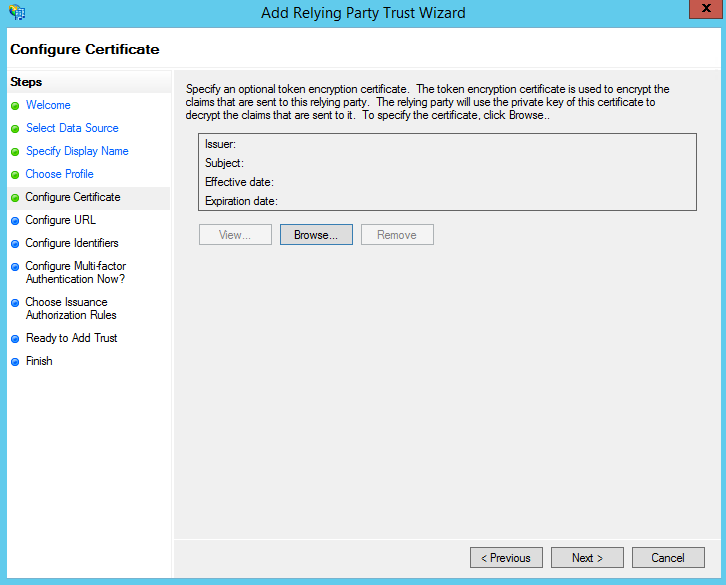 Add Relying Party Trust Wizard
x
Configure Certificate
Steps
Welcome
Select Data Source
Specify Display Name
Choose Profile
Configure Certificate
Configure URL
Configure Identifiers
Configure Multi-factor
Authentication Now?
Choose Issuance
Authorization Rules
Ready to Add Trust
Finish
Specify an optional token encryption certificate.  The token encryption certificate is used to encrypt the
claims that are sent to this relying party.  The relying party will use the private key of this certificate to
decrypt the claims that are sent to it.  To specify the certificate, click Browse..
Issuer:
Subject:
Effective date:
Expiration date:
View... Browse... Remove
< Previous Next > Cancel